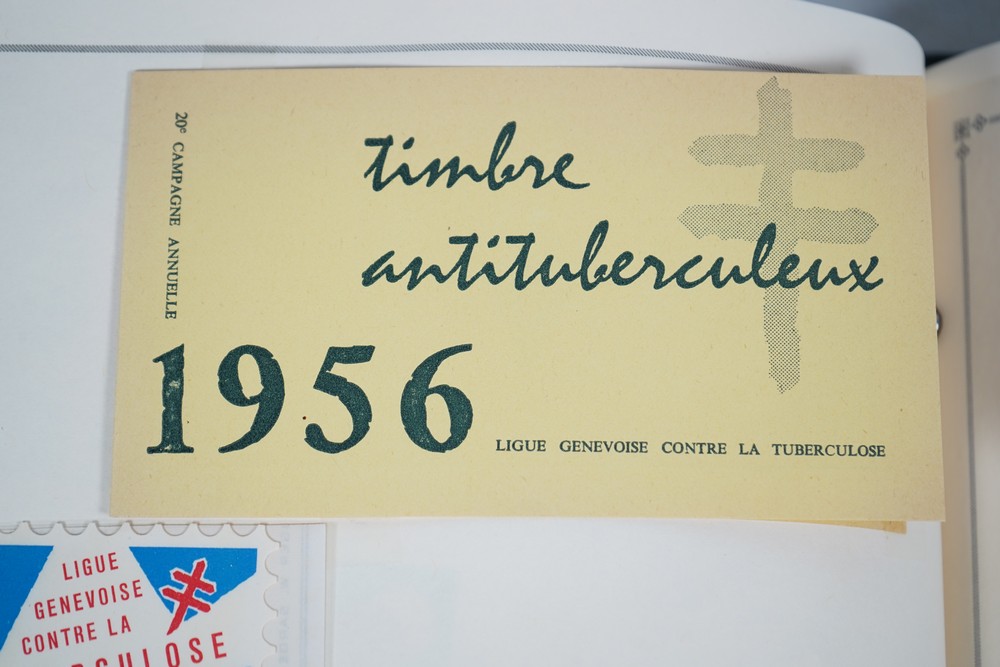 20e CAMPAGNE ANNUELLE
timbre
antituberculeux
1956
LIGUE GENEVOISE CONTRE LA TUBERCULOSE
LIGUE
GENEVOISE
CONTRE LA